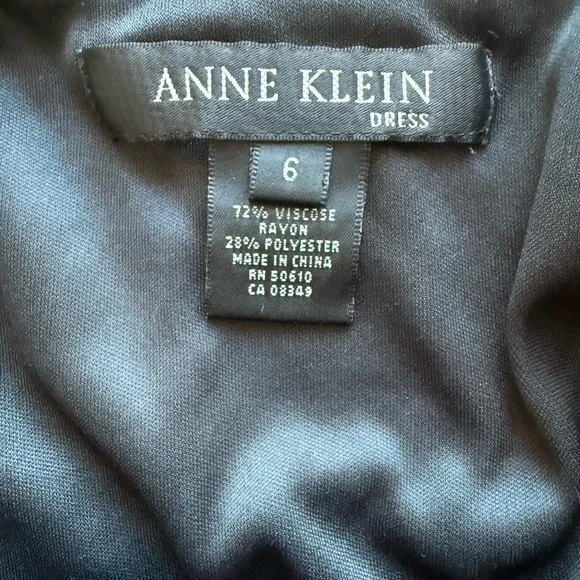 ANNE KLEIN
DRESS
6
72% VISCOSE
RAYON
28% POLYESTER
MADE IN CHINA
RN 50610
CA 08349